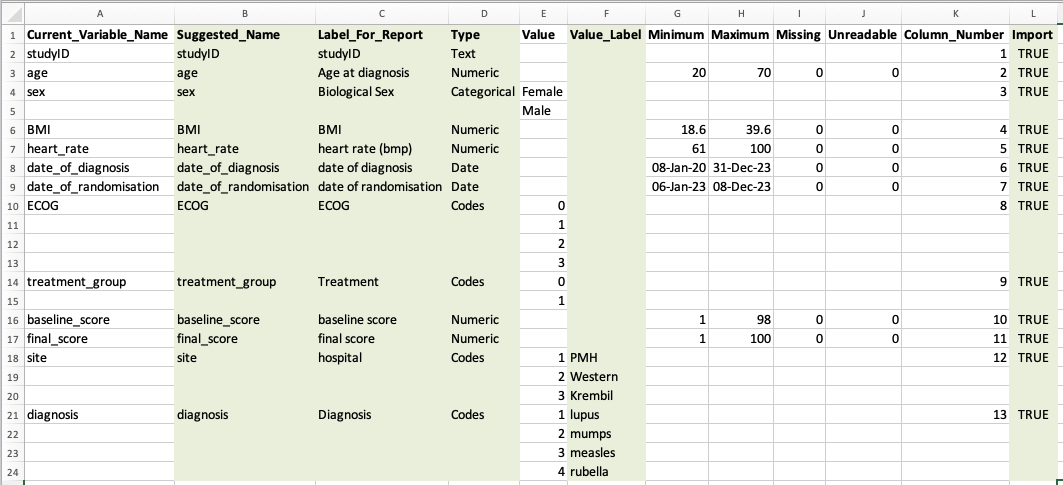 A B C D E F G H I J K L
1 Current_Variable_Name Suggested_Name Label_For_Report Type Value Value_Label Minimum Maximum Missing Unreadable Column_Number Import
2 studyID studyID studyID Text 1 TRUE
3 age age Age at diagnosis Numeric 20 70 0 0 2 TRUE
4 sex sex Biological Sex Categorical Female 3 TRUE
5 Male
6 BMI BMI BMI Numeric 18.6 39.6 0 0 4 TRUE
7 heart_rate heart_rate heart rate (bmp) Numeric 61 100 0 0 5 TRUE
8 date_of_diagnosis date_of_diagnosis date of diagnosis Date 08-Jan-20 31-Dec-23 0 0 6 TRUE
9 date_of_randomisation date_of_randomisation date of randomisation Date 06-Jan-23 08-Dec-23 0 0 7 TRUE
10 ECOG ECOG ECOG Codes 0 8 TRUE
11 1
12 2
13 3
14 treatment_group treatment_group Treatment Codes 0 9 TRUE
15 1
16 baseline_score baseline_score baseline score Numeric 1 98 0 0 10 TRUE
17 final_score final_score final score Numeric 1 100 0 0 11 TRUE
18 site site hospital Codes 1 PMH 12 TRUE
19 2 Western
20 3 Krembil
21 diagnosis diagnosis Diagnosis Codes 1 lupus 13 TRUE
22 2 mumps
23 3 measles
24 4 rubella